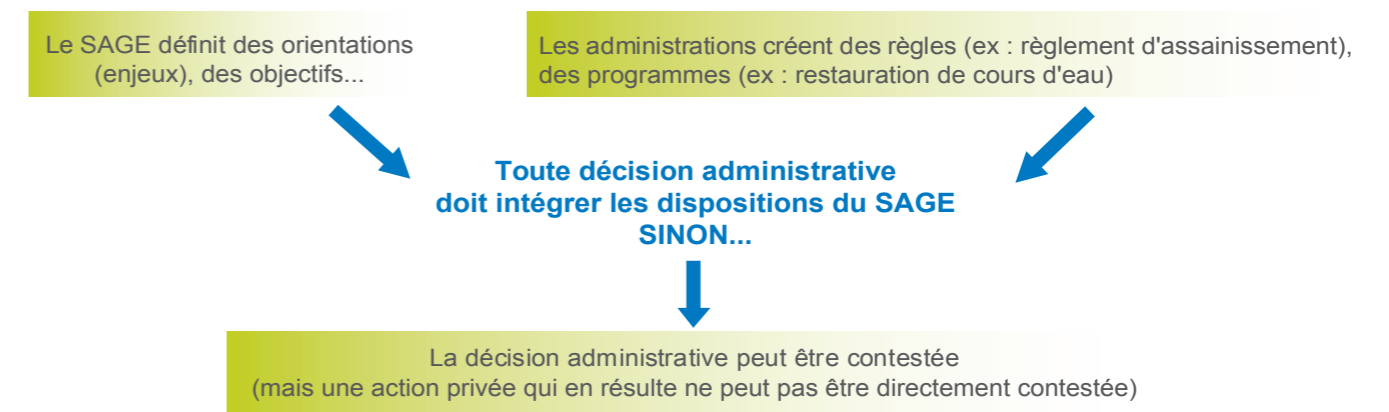 Le SAGE définit des orientations
(enjeux), des objectifs...
Les administrations créent des règles (ex : règlement d'assainissement),
des programmes (ex : restauration de cours d'eau)
Toute décision administrative
doit intégrer les dispositions du SAGE
SINON...
La décision administrative peut être contestée
(mais une action privée qui en résulte ne peut pas être directement contestée)